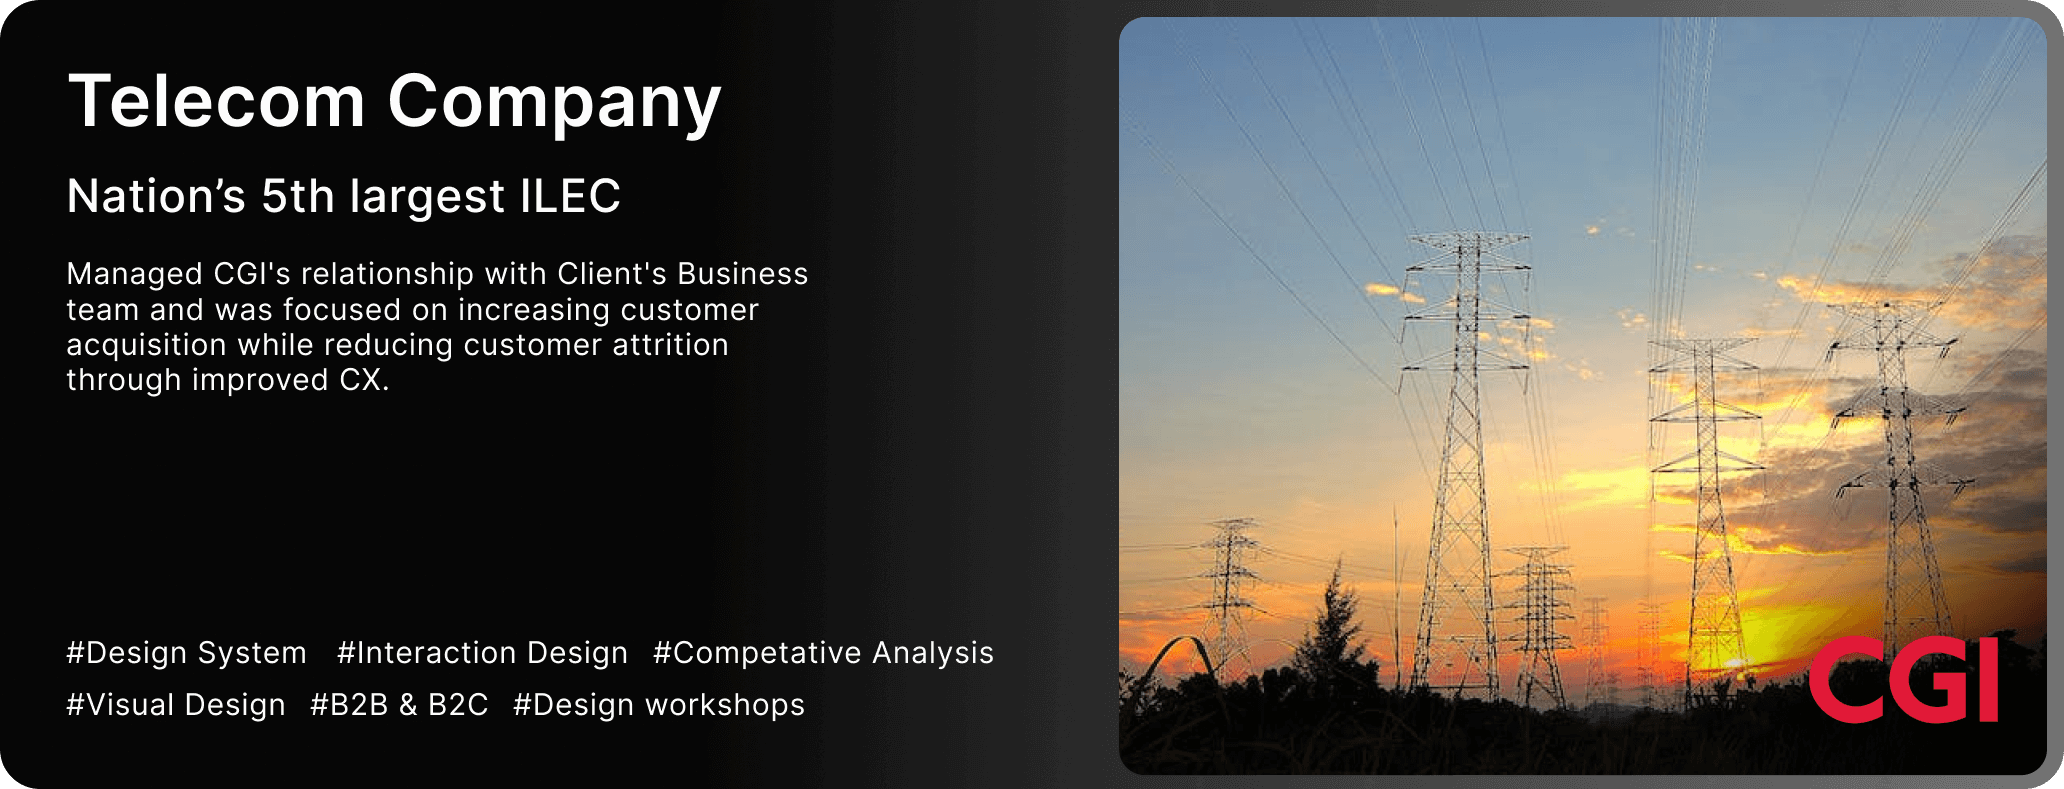 Telecom Company
Nation’s 5th largest ILEC
Managed CGI's relationship with Client's Business
team and was focused on increasing customer
acquisition while reducing customer attrition
through improved CX.
#Design System #Interaction Design #Competative Analysis
#Visual Design #B2B & B2C #Design workshops
CGI